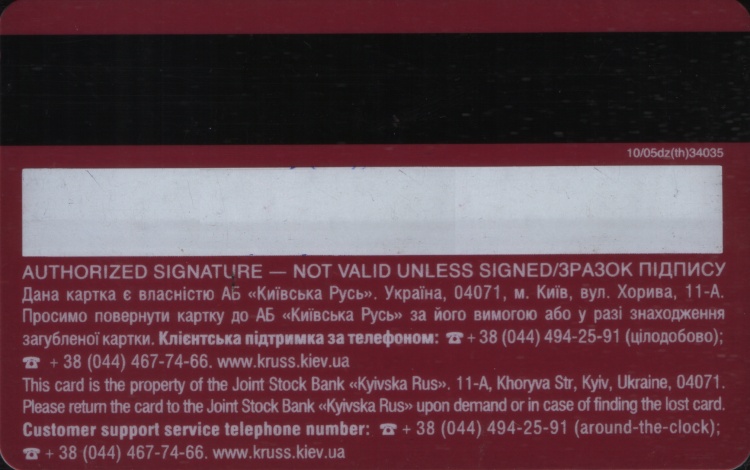 10/05dz(th)34035
AUTHORIZED SIGNATURE — NOT VALID UNLESS SIGNED/ЗРАЗОК ПІДПИСУ
Дана картка є власністю АБ «Київська Русь». Україна, 04071, м. Київ, вул. Хорива, 11-А.
Просимо повернути картку до АБ «Київська Русь» за його вимогою або у разі знаходження
загубленої картки. Клієнтська підтримка за телефоном: ☎ + 38 (044) 494-25-91 (цілодобово);
☎ + 38 (044) 467-74-66. www.kruss.kiev.ua
This card is the property of the Joint Stock Bank «Kyivska Rus». 11-A, Khoryva Str, Kyiv, Ukraine, 04071.
Please return the card to the Joint Stock Bank «Kyivska Rus» upon demand or in case of finding the lost card.
Customer support service telephone number: ☎ + 38 (044) 494-25-91 (around-the-clock);
☎ + 38 (044) 467-74-66. www.kruss.kiev.ua